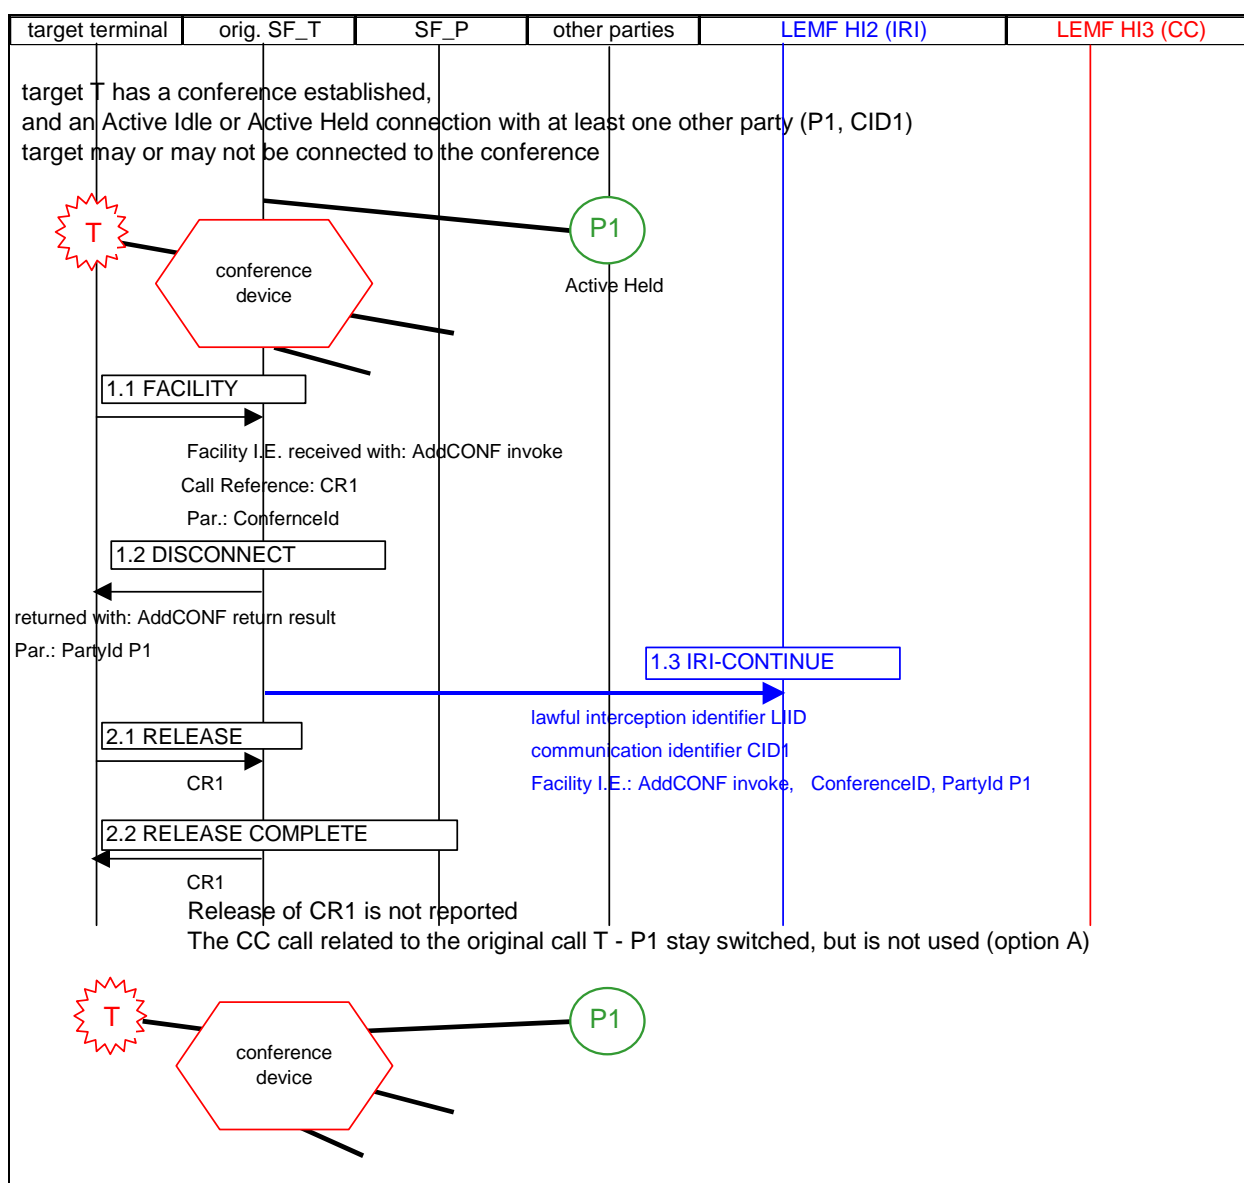 target terminal
orig. SF_T
SF_P
other parties
LEMF HI2 (IRI)
LEMF HI3 (CC)
target T has a conference established,
and an Active Idle or Active Held connection with at least one other party (P1, CID1)
target may or may not be connected to the conference
T
P1
conference
device
Active Held
1.1 FACILITY
Facility I.E. received with: AddCONF invoke
Call Reference: CR1
Par.: ConfernceId
1.2 DISCONNECT
returned with: AddCONF return result
Par.: PartyId P1
1.3 IRI-CONTINUE
lawful interception identifier LIID
communication identifier CID1
Facility I.E.: AddCONF invoke, ConferenceID, PartyId P1
2.1 RELEASE
CR1
2.2 RELEASE COMPLETE
CR1
Release of CR1 is not reported
The CC call related to the original call T - P1 stay switched, but is not used (option A)
T
P1
conference
device